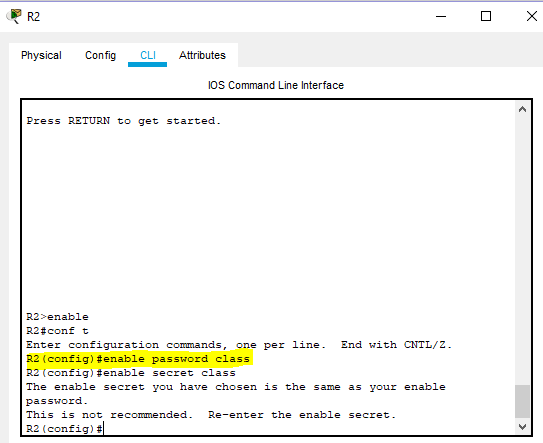 R2
Physical Config CLI Attributes
IOS Command Line Interface
Press RETURN to get started.
R2>enable
R2#conf t
Enter configuration commands, one per line.  End with CNTL/Z.
R2(config)#enable password class
R2(config)#enable secret class
The enable secret you have chosen is the same as your enable
password.
This is not recommended.  Re-enter the enable secret.
R2(config)#